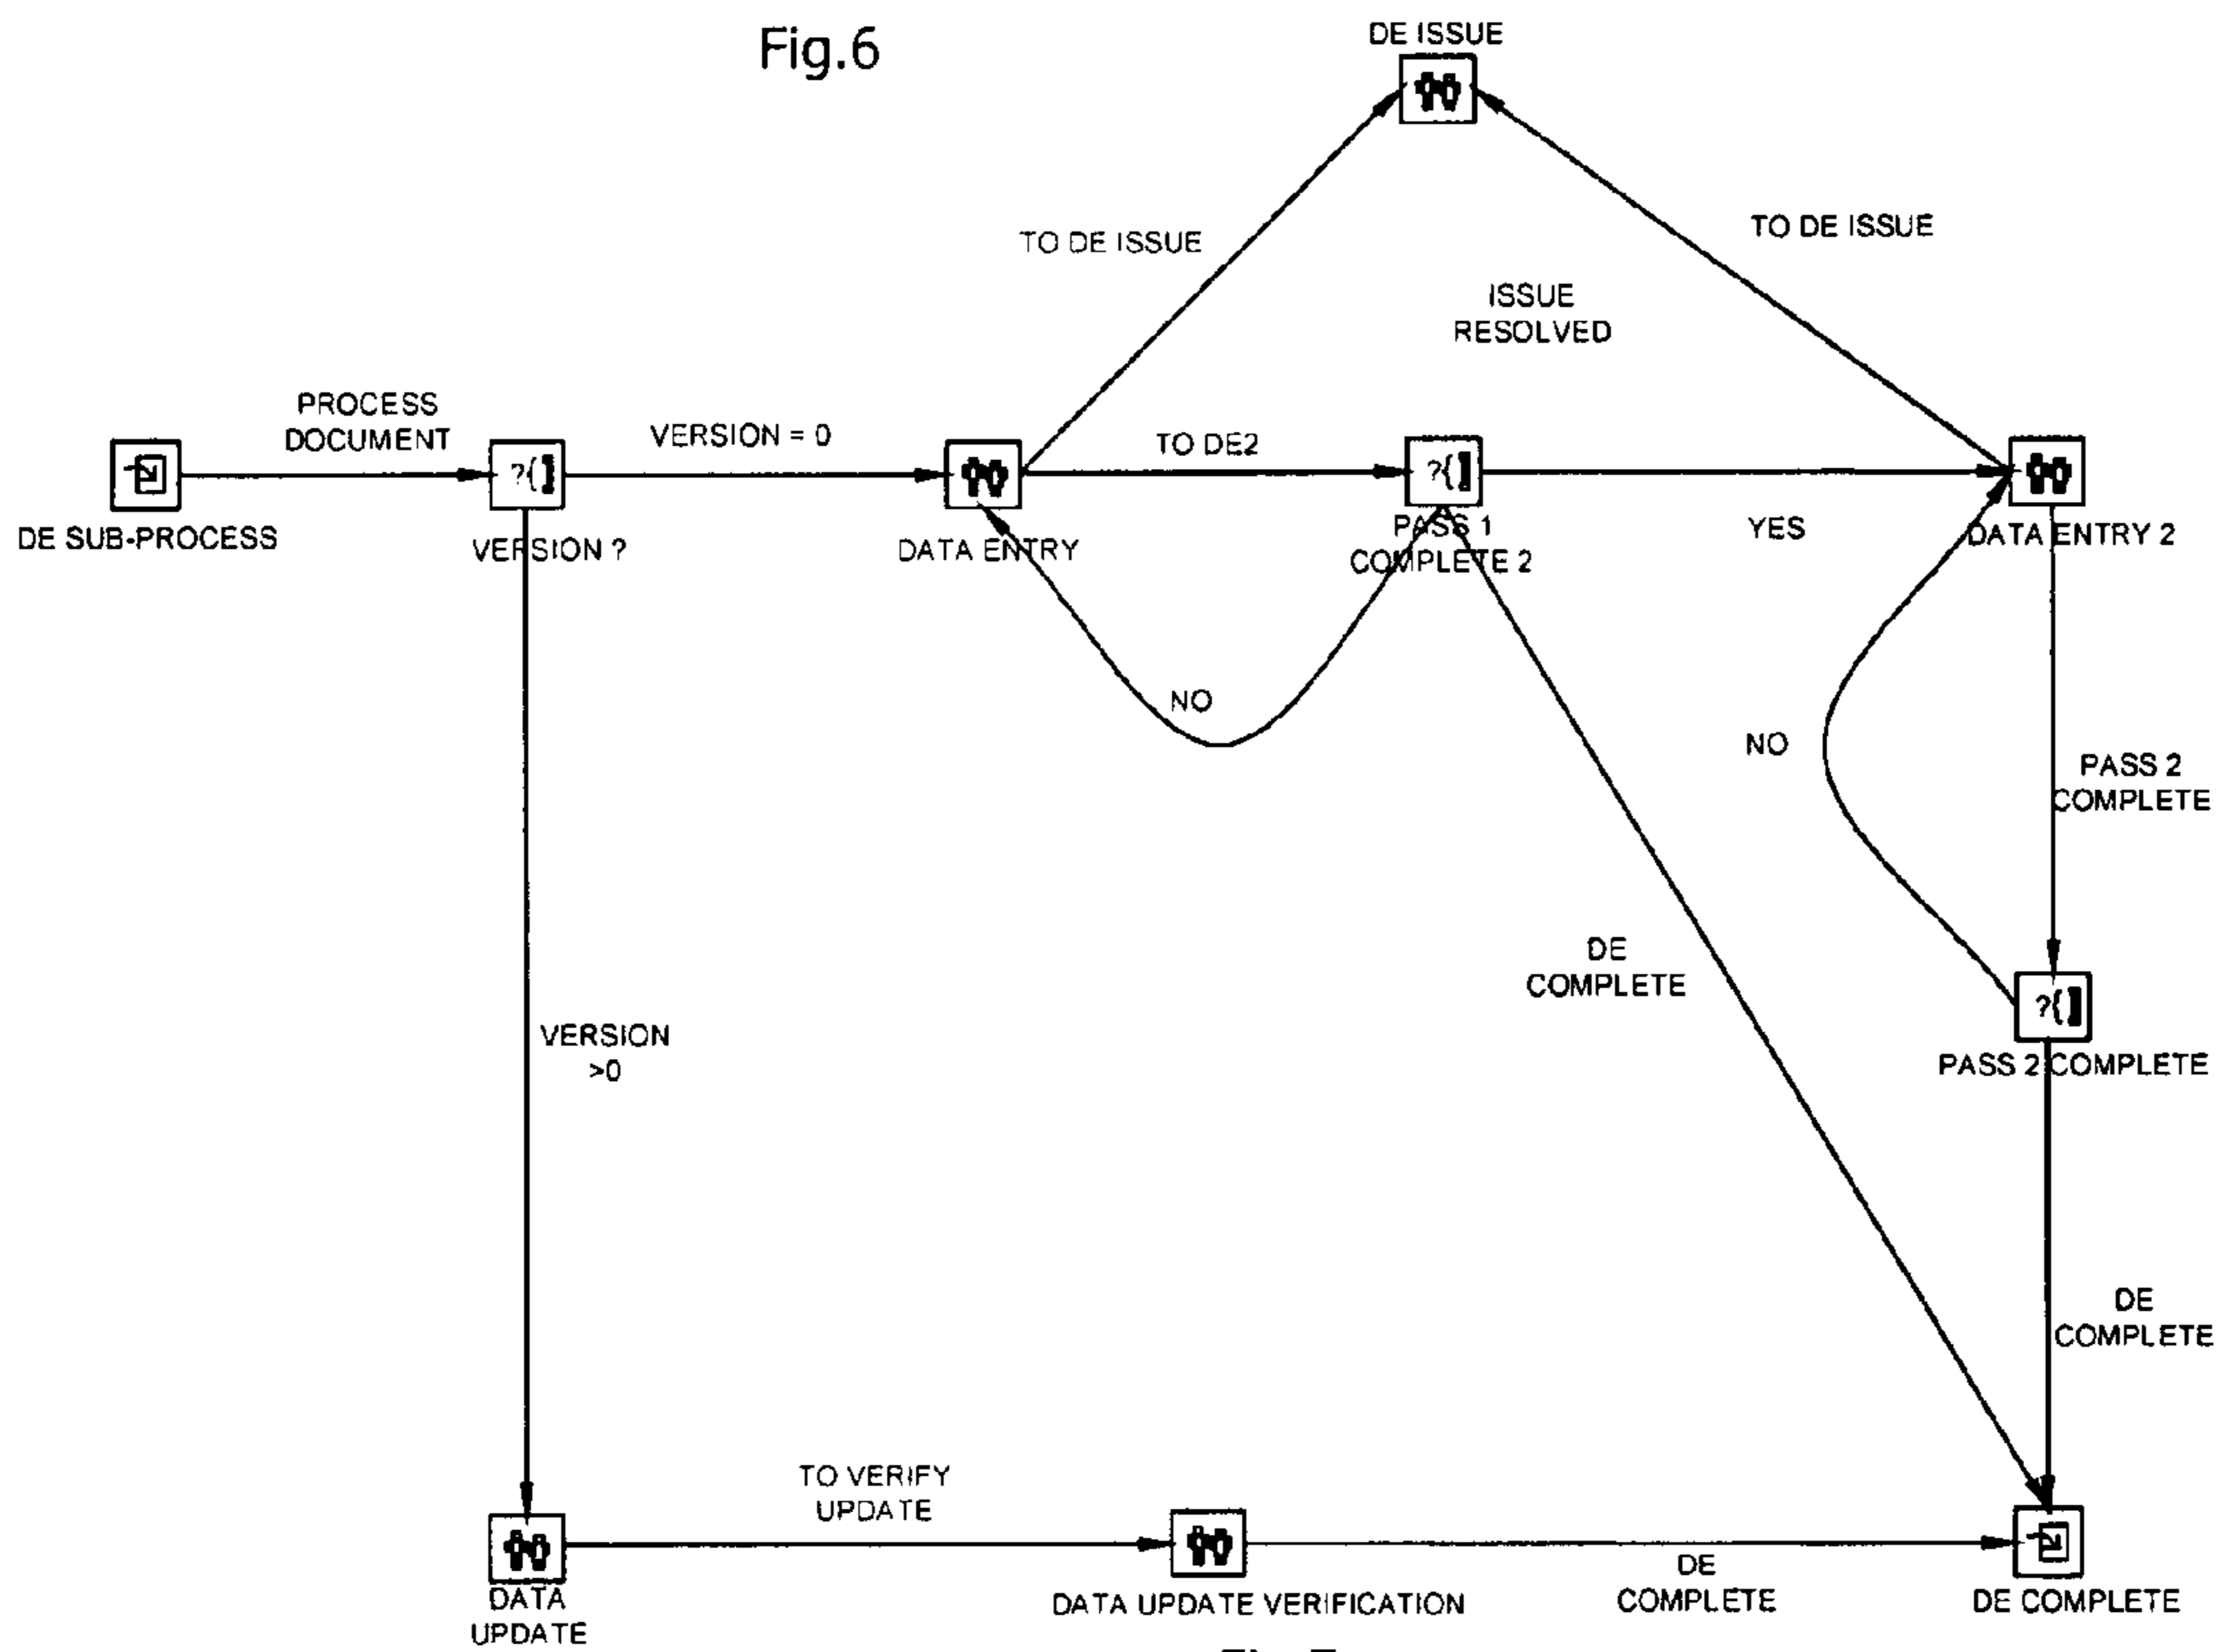 Fig.6
DE ISSUE
TO DE ISSUE
TO DE ISSUE
ISSUE
RESOLVED
PROCESS
DOCUMENT
VERSION = 0
TO DE2
?{]
?{]
DE SUB-PROCESS
VERSION ?
DATA ENTRY
PASS 1
COMPLETE 2
YES
DATA ENTRY 2
NO
NO
PASS 2
COMPLETE
DE
COMPLETE
?{]
PASS 2 COMPLETE
VERSION
>0
DE
COMPLETE
TO VERIFY
UPDATE
DATA
UPDATE
DATA UPDATE VERIFICATION
DE
COMPLETE
DE COMPLETE